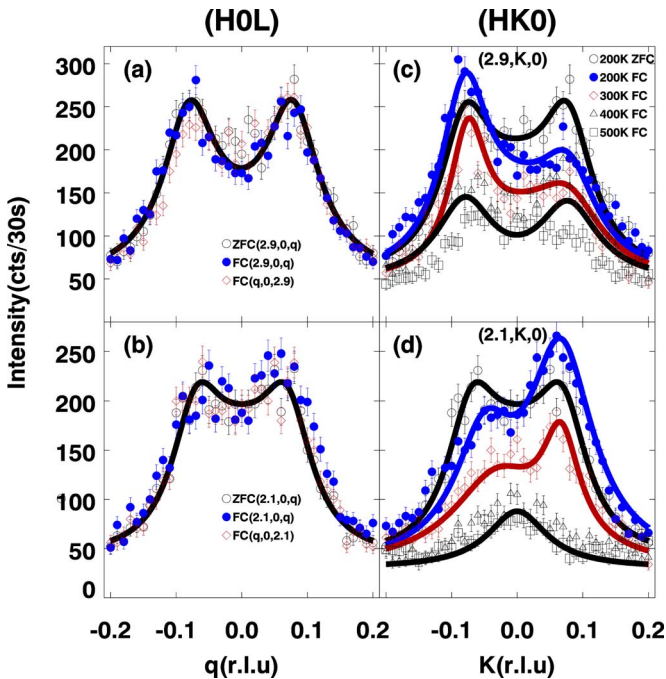 (H0L)
(HK0)
(a)
(c)
(2.9,K,0)
200K ZFC
200K FC
300K FC
400K FC
500K FC
300
250
200
150
100
50
ZFC(2.9,0,q)
FC(2.9,0,q)
FC(q,0,2.9)
Intensity(cts/30s)
(b)
(d)
(2.1,K,0)
250
200
150
100
50
0
ZFC(2.1,0,q)
FC(2.1,0,q)
FC(q,0,2.1)
-0.2 -0.1 0.0 0.1 0.2 -0.1 0.0 0.1 0.2
q(r.l.u)
K(r.l.u)